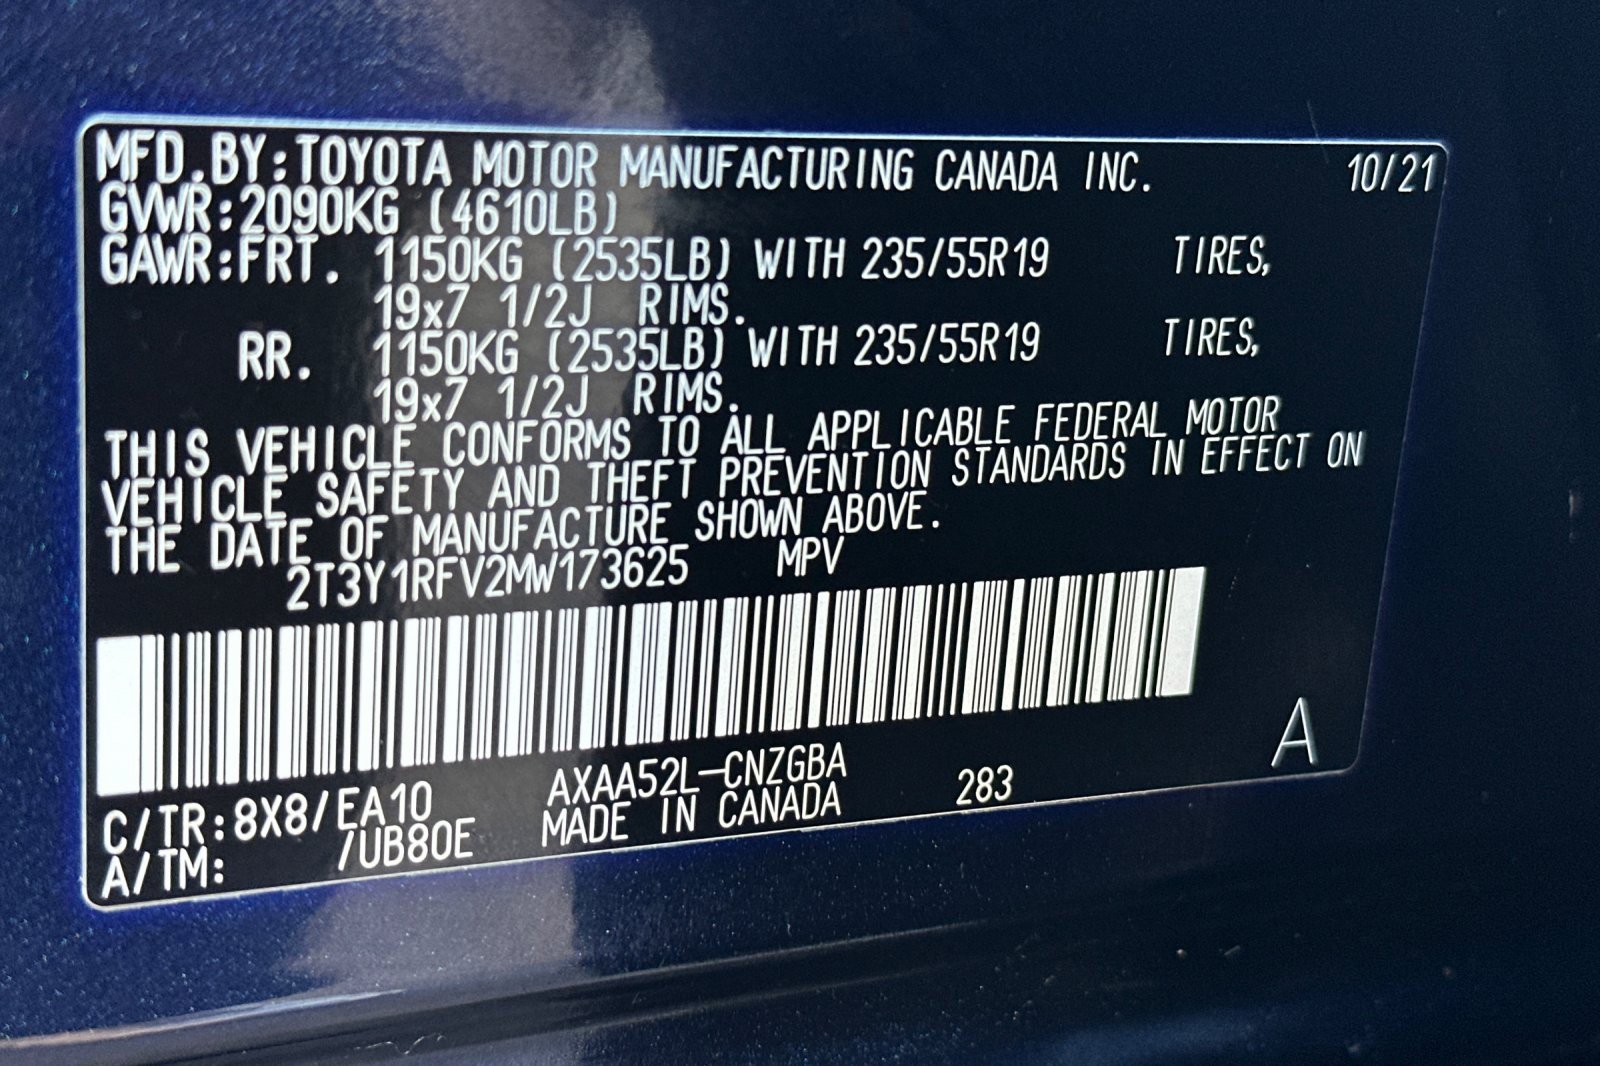 MFD.BY:TOYOTA MOTOR MANUFACTURING CANADA INC. 10/21
GVWR:2090KG (4610LB)
GAWR:FRT. 1150KG (2535LB) WITH 235/55R19 TIRES,
19x7 1/2J RIMS.
RR. 1150KG (2535LB) WITH 235/55R19 TIRES,
19x7 1/2J RIMS.
THIS VEHICLE CONFORMS TO ALL APPLICABLE FEDERAL MOTOR
VEHICLE SAFETY AND THEFT PREVENTION STANDARDS IN EFFECT ON
THE DATE OF MANUFACTURE SHOWN ABOVE.
2T3Y1RFV2MW173625 MPV
C/TR:8X8/EA10 AXAA52L-CNZGBA 283 A
A/TM: /UB80E MADE IN CANADA